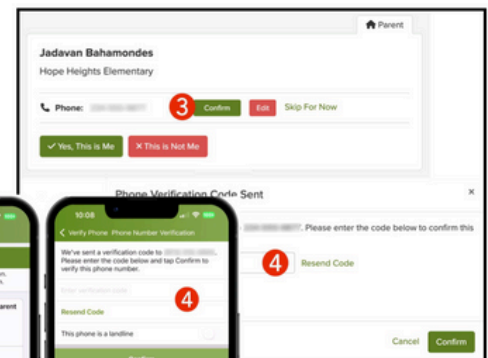 Parent
Jadavan Bahamondes
Hope Heights Elementary
Phone:
3
Confirm
Edit
Skip For Now
✓ Yes, This is Me
✕ This is Not Me
Phone Verification Code Sent
×
. Please enter the code below to confirm this
4
Resend Code
Cancel
Confirm
10:08
Verify Phone Phone Number Verification
We've sent a verification code to
Please enter the code below and tap Confirm to
verify this phone number.
Enter verification code
4
Resend Code
This phone is a landline
arent